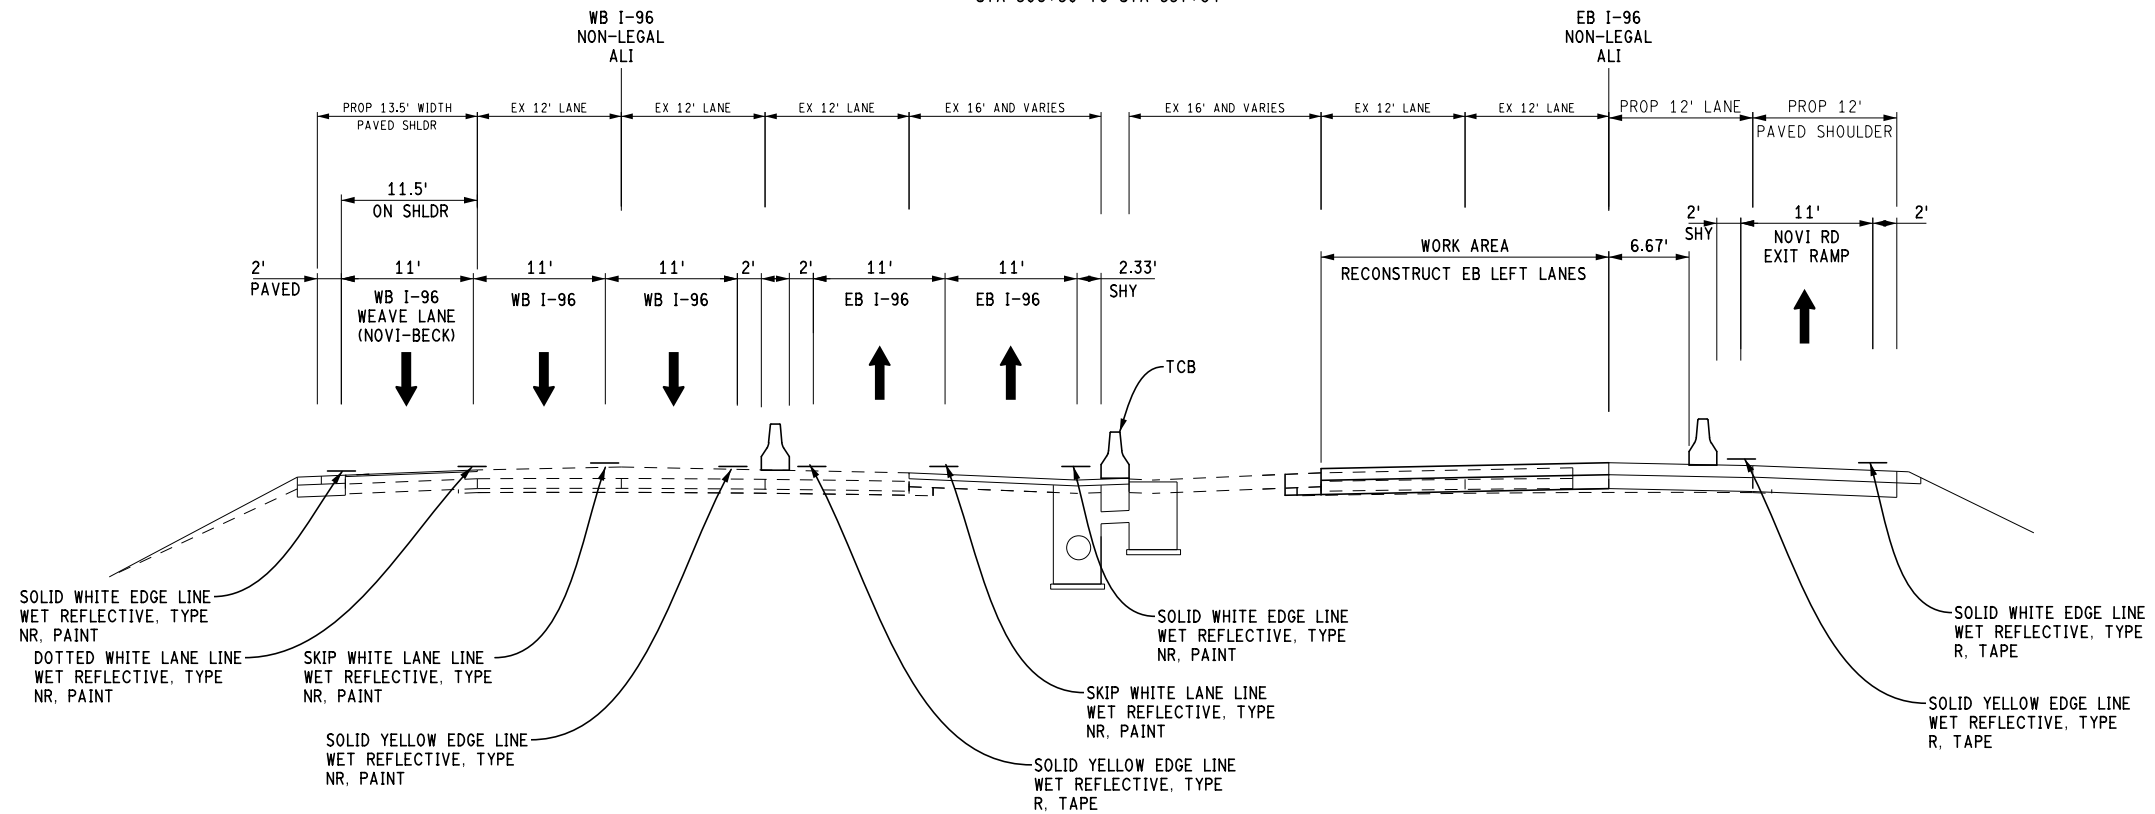 WB I-96
NON-LEGAL
ALI
EB I-96
NON-LEGAL
ALI
PROP 13.5' WIDTH
PAVED SHLDR
EX 12' LANE
EX 12' LANE
EX 12' LANE
EX 16' AND VARIES
EX 16' AND VARIES
EX 12' LANE
EX 12' LANE
PROP 12' LANE
PROP 12'
PAVED SHOULDER
11.5'
ON SHLDR
2'
SHY
11'
NOVI RD
EXIT RAMP
2'
WORK AREA
RECONSTRUCT EB LEFT LANES
6.67'
2'
PAVED
11'
WB I-96
WEAVE LANE
(NOVI-BECK)
11'
WB I-96
11'
WB I-96
2'
2'
11'
EB I-96
11'
EB I-96
2.33'
SHY
TCB
SOLID WHITE EDGE LINE
WET REFLECTIVE, TYPE
NR, PAINT
DOTTED WHITE LANE LINE
WET REFLECTIVE, TYPE
NR, PAINT
SKIP WHITE LANE LINE
WET REFLECTIVE, TYPE
NR, PAINT
SOLID YELLOW EDGE LINE
WET REFLECTIVE, TYPE
NR, PAINT
SOLID WHITE EDGE LINE
WET REFLECTIVE, TYPE
NR, PAINT
SKIP WHITE LANE LINE
WET REFLECTIVE, TYPE
NR, PAINT
SOLID YELLOW EDGE LINE
WET REFLECTIVE, TYPE
R, TAPE
SOLID WHITE EDGE LINE
WET REFLECTIVE, TYPE
R, TAPE
SOLID YELLOW EDGE LINE
WET REFLECTIVE, TYPE
R, TAPE